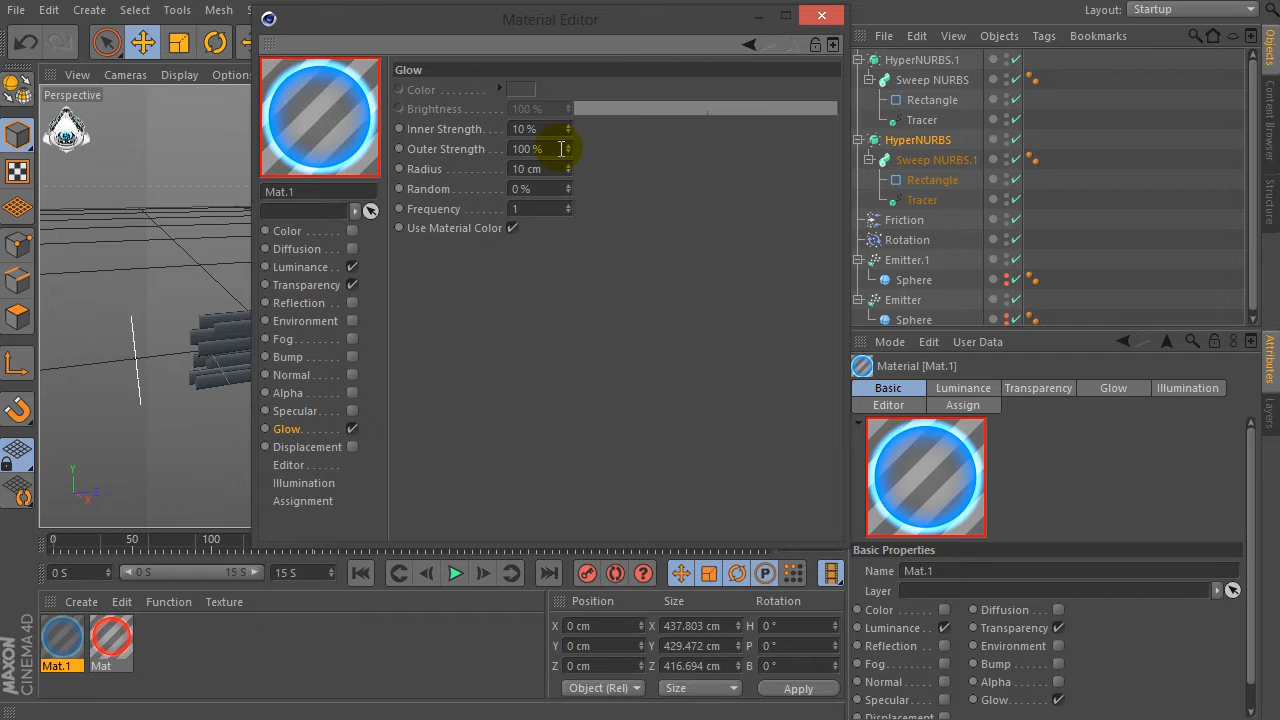 File Edit Create Select Tools Mesh
Material Editor
Layout: Startup
View Cameras Display Options
Perspective
Y
Z
X
Mat.1
Color
Diffusion
Luminance
Transparency
Reflection
Environment
Fog
Bump
Normal
Alpha
Specular
Glow
Displacement
Editor
Illumination
Assignment
Glow
Color
Brightness 100 %
Inner Strength 10 %
Outer Strength 100 %
Radius 10 cm
Random 0 %
Frequency 1
Use Material Color
File Edit View Objects Tags Bookmarks
HyperNURBS.1
Sweep NURBS
Rectangle
Tracer
HyperNURBS
Sweep NURBS.1
Rectangle
Tracer
Friction
Rotation
Emitter.1
Sphere
Emitter
Sphere
Objects
Structure
Attributes
Layers
Mode Edit User Data
Material [Mat.1]
Basic Luminance Transparency Glow Illumination
Editor Assign
Basic Properties
Name Mat.1
Layer
Color Diffusion
Luminance Transparency
Reflection Environment
Fog Bump
Normal Alpha
Specular Glow
Displacement
0 50 100
0 S 0 S 15 S 15 S
Create Edit Function Texture
Mat.1 Mat
Position Size Rotation
X 0 cm X 437.803 cm H 0 °
Y 0 cm Y 429.472 cm P 0 °
Z 0 cm Z 416.694 cm B 0 °
Object (Rel) Size Apply
MAXON
CINEMA 4D